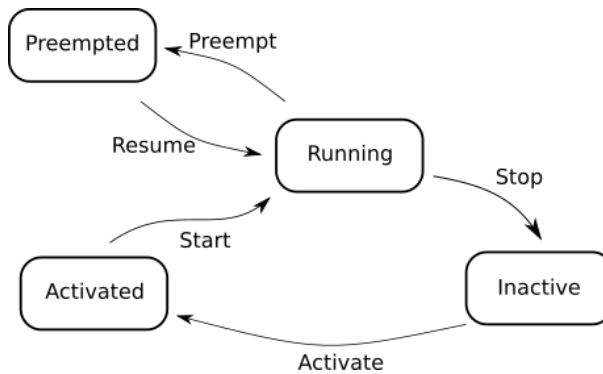 Preempted
Preempt
Resume
Running
Stop
Start
Activated
Inactive
Activate